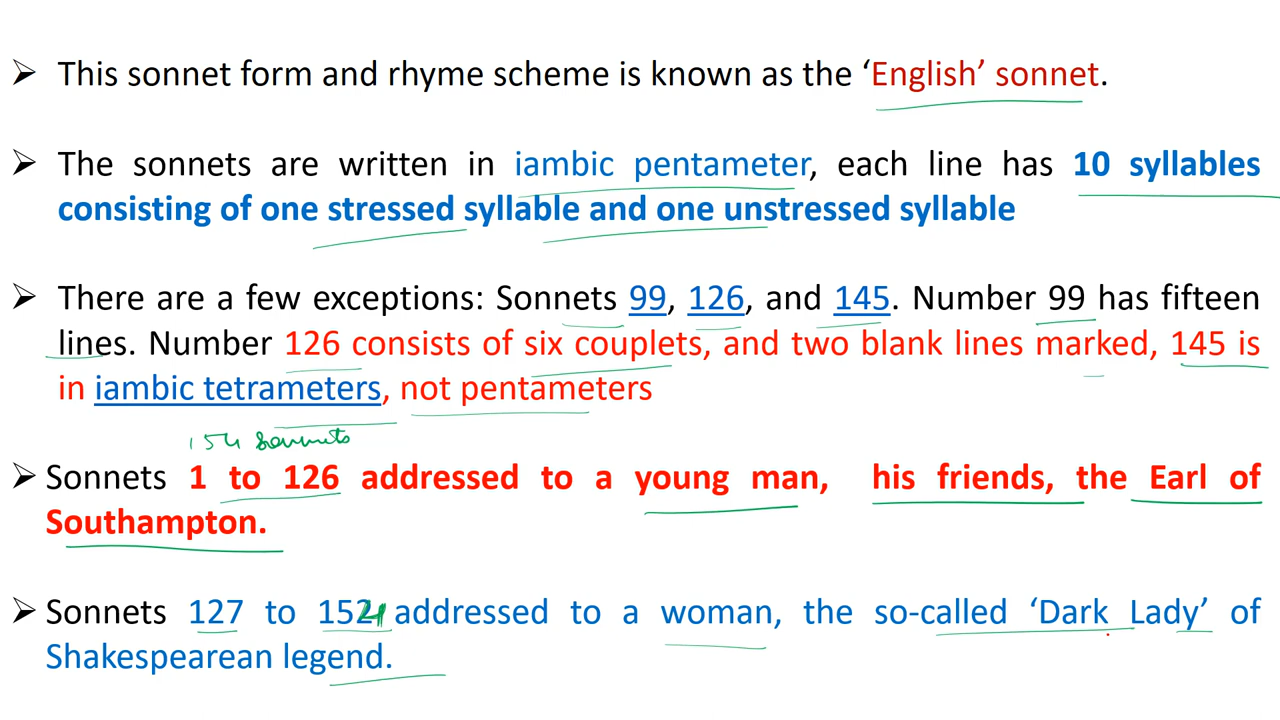 ➢ This sonnet form and rhyme scheme is known as the ‘English’ sonnet.
➢ The sonnets are written in iambic pentameter, each line has 10 syllables
consisting of one stressed syllable and one unstressed syllable
➢ There are a few exceptions: Sonnets 99, 126, and 145. Number 99 has fifteen
lines. Number 126 consists of six couplets, and two blank lines marked, 145 is
in iambic tetrameters, not pentameters
154 Sonnets
➢ Sonnets 1 to 126 addressed to a young man, his friends, the Earl of
Southampton.
➢ Sonnets 127 to 154 addressed to a woman, the so-called ‘Dark Lady’ of
Shakespearean legend.